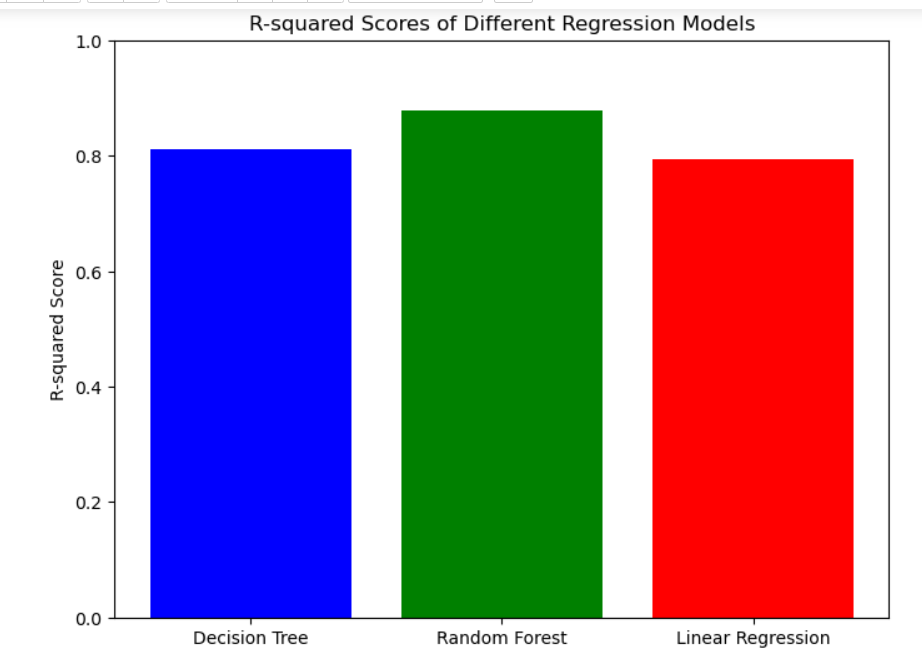 R-squared Scores of Different Regression Models
1.0
0.8
0.6
0.4
0.2
0.0
R-squared Score
Decision Tree
Random Forest
Linear Regression